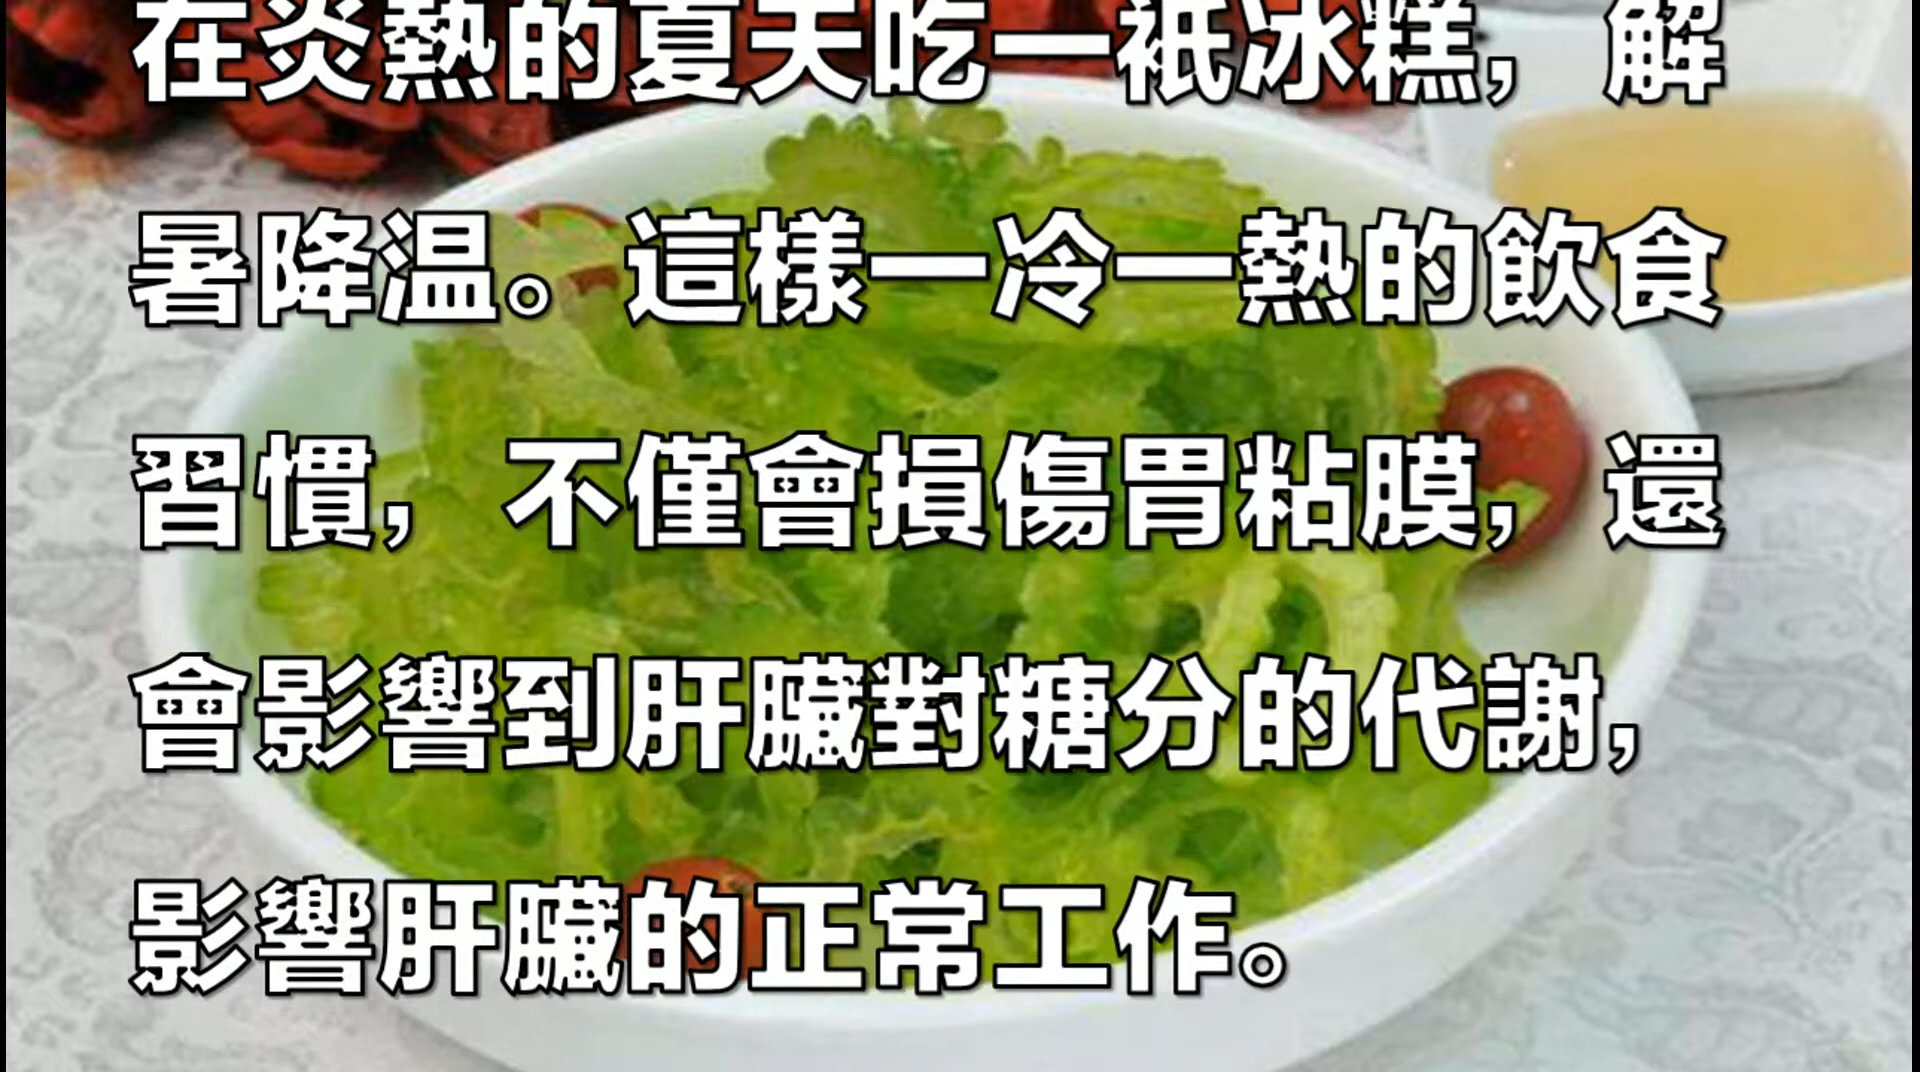 在炎熱的夏天吃一衹冰糕，解
暑降温。這樣一冷一熱的飲食
習慣，不僅會損傷胃粘膜，還
會影響到肝臟對糖分的代謝，
影響肝臟的正常工作。